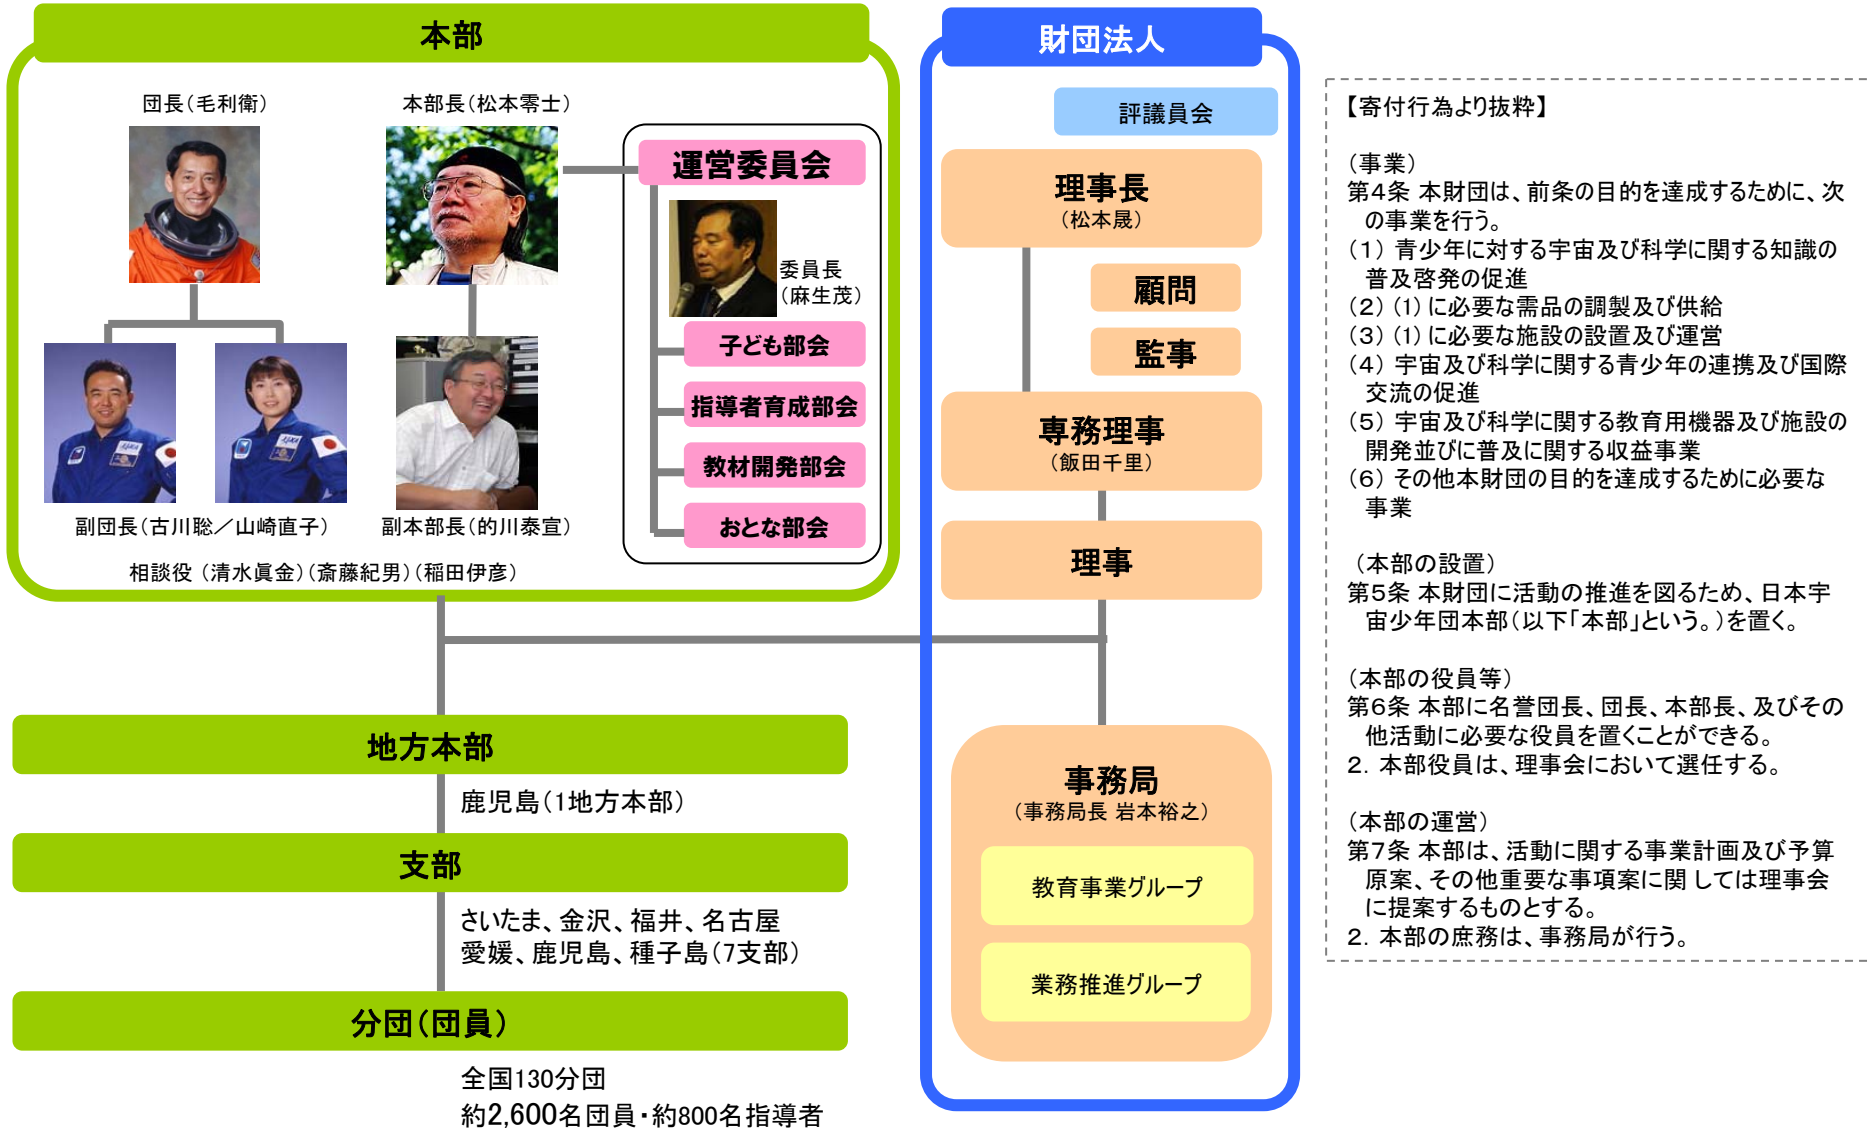 本部
団長（毛利衛）
本部長（松本零士）
運営委員会
委員長
（麻生茂）
子ども部会
指導者育成部会
教材開発部会
おとな部会
副団長（古川聡／山崎直子）
副本部長（的川泰宣）
相談役 （清水眞金）（斎藤紀男）（稲田伊彦）
地方本部
鹿児島（1地方本部）
支部
さいたま、金沢、福井、名古屋
愛媛、鹿児島、種子島（7支部）
分団（団員）
全国130分団
約2,600名団員・約800名指導者
財団法人
評議員会
理事長
（松本晟）
顧問
監事
専務理事
（飯田千里）
理事
事務局
（事務局長 岩本裕之）
教育事業グループ
業務推進グループ
【寄付行為より抜粋】
（事業）
第4条 本財団は、前条の目的を達成するために、次
の事業を行う。
（1） 青少年に対する宇宙及び科学に関する知識の
普及啓発の促進
（2） （1）に必要な需品の調製及び供給
（3） （1）に必要な施設の設置及び運営
（4） 宇宙及び科学に関する青少年の連携及び国際
交流の促進
（5） 宇宙及び科学に関する教育用機器及び施設の
開発並びに普及に関する収益事業
（6） その他本財団の目的を達成するために必要な
事業
（本部の設置）
第5条 本財団に活動の推進を図るため、日本宇
宙少年団本部（以下「本部」という。）を置く。
（本部の役員等）
第6条 本部に名誉団長、団長、本部長、及びその
他活動に必要な役員を置くことができる。
2．本部役員は、理事会において選任する。
（本部の運営）
第7条 本部は、活動に関する事業計画及び予算
原案、その他重要な事項案に関 しては理事会
に提案するものとする。
2．本部の庶務は、事務局が行う。